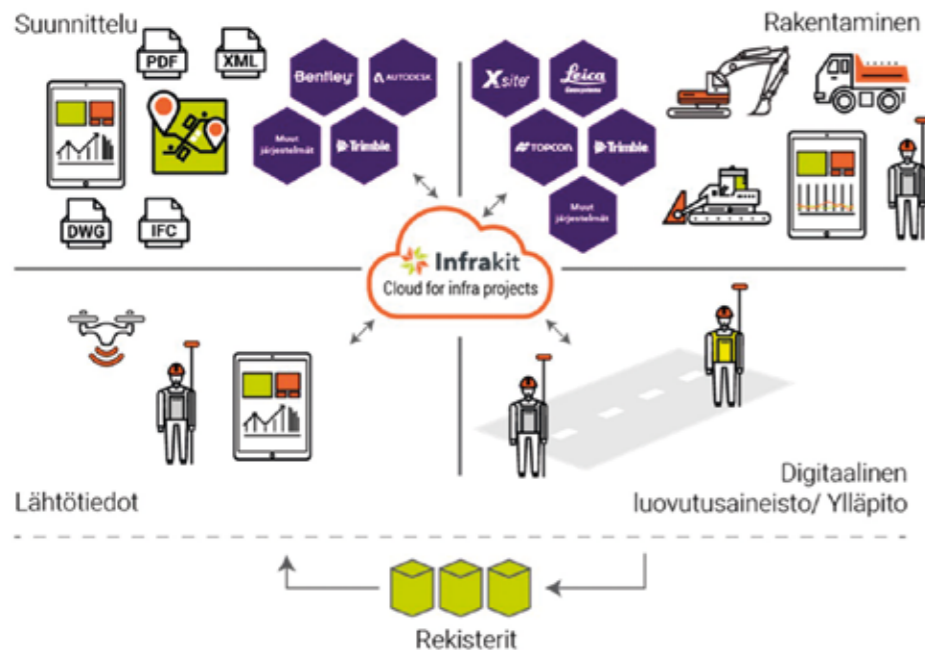 Suunnittelu
PDF
XML
DWG
IFC
Bentley
AUTODESK
Muut
järjestelmät
Trimble
Rakentaminen
Xsite
Leica
Geosystems
TOPCON
Trimble
Muut
järjestelmät
Infrakit
Cloud for infra projects
Lähtötiedot
Digitaalinen
luovutusaineisto/ Ylläpito
Rekisterit